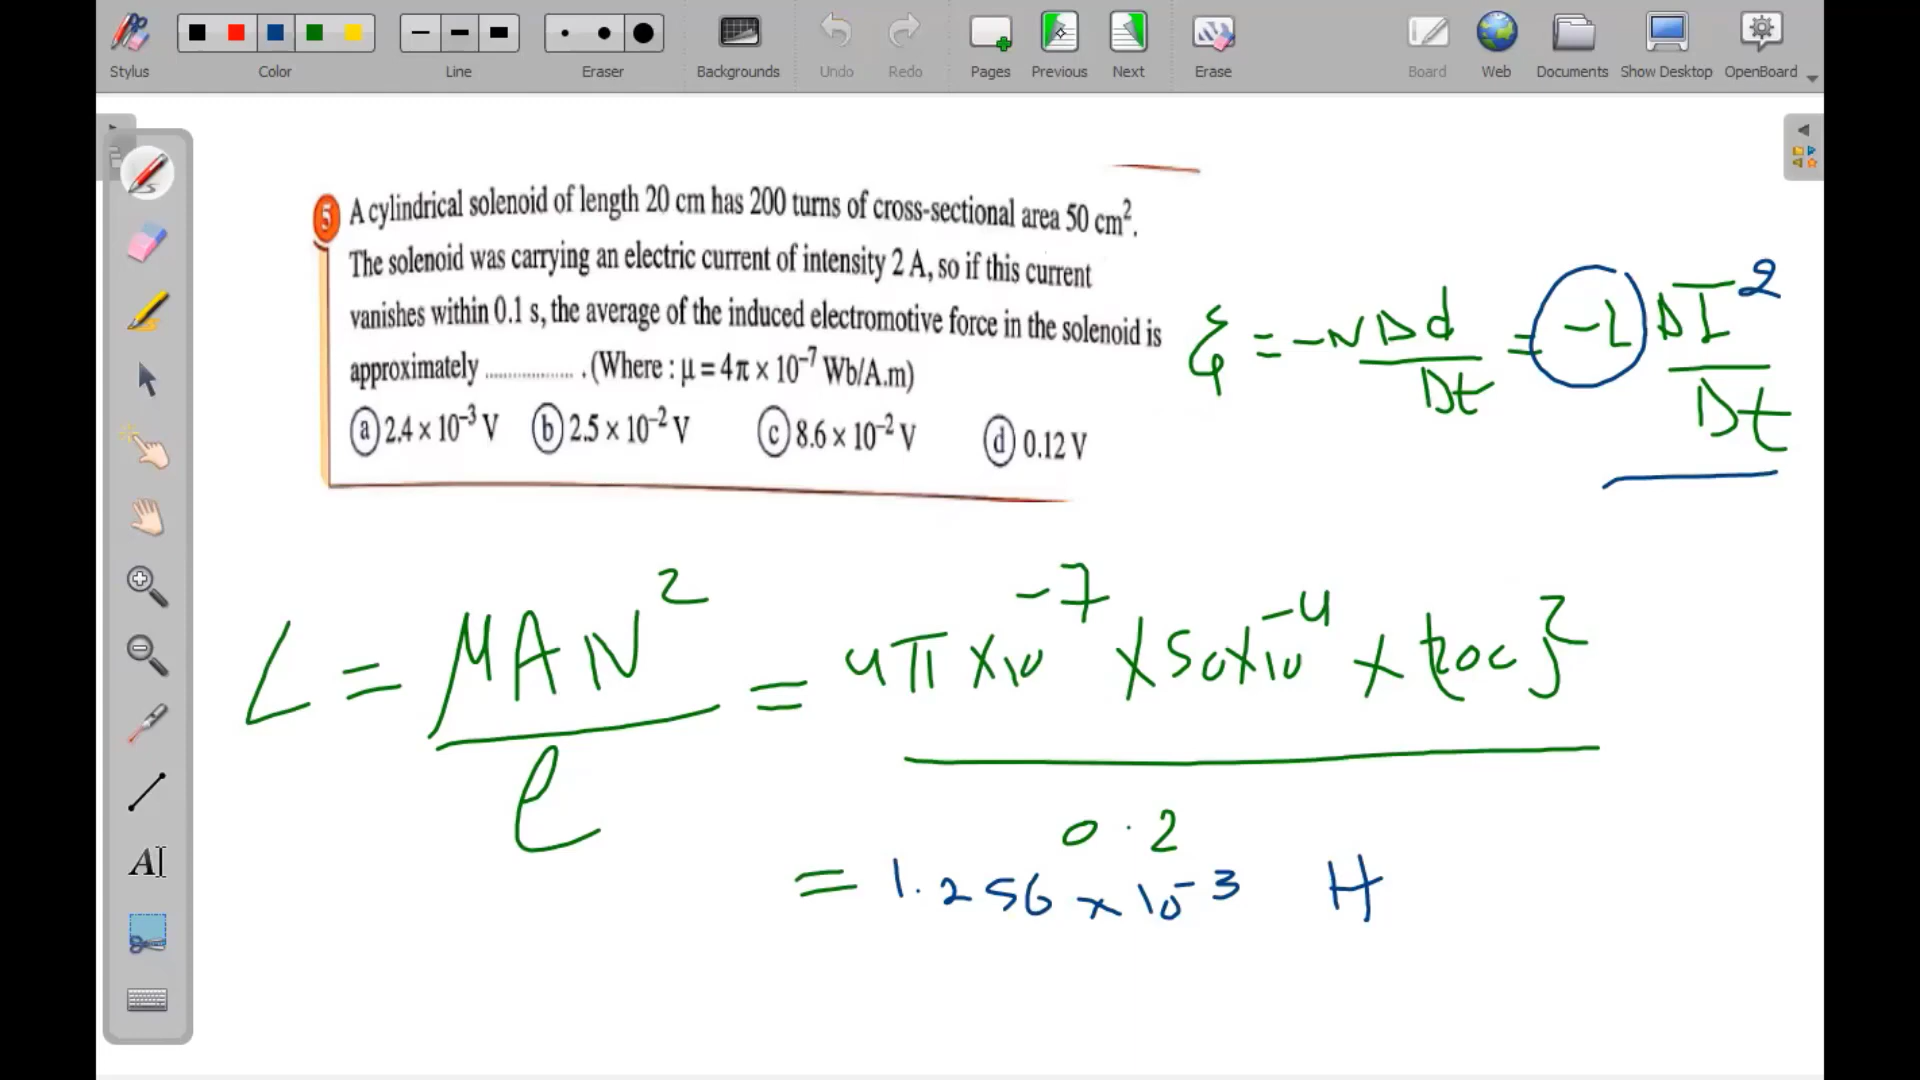 Stylus Color Line Eraser Backgrounds Undo Redo Pages Previous Next Erase Board Web Documents Show Desktop OpenBoard
5 A cylindrical solenoid of length 20 cm has 200 turns of cross-sectional area 50 cm².
The solenoid was carrying an electric current of intensity 2 A, so if this current
vanishes within 0.1 s, the average of the induced electromotive force in the solenoid is
approximately .................. . (Where : μ = 4π × 10⁻⁷ Wb/A.m)
ⓐ 2.4 × 10⁻³ V ⓑ 2.5 × 10⁻² V ⓒ 8.6 × 10⁻² V ⓓ 0.12 V
ξ = -N Δϕ / Δt = -L ΔI / Δt 2
L = μAN² / ℓ = 4π × 10⁻⁷ × 50 × 10⁻⁴ × (200)² / 0.2
= 1.256 × 10⁻³ H